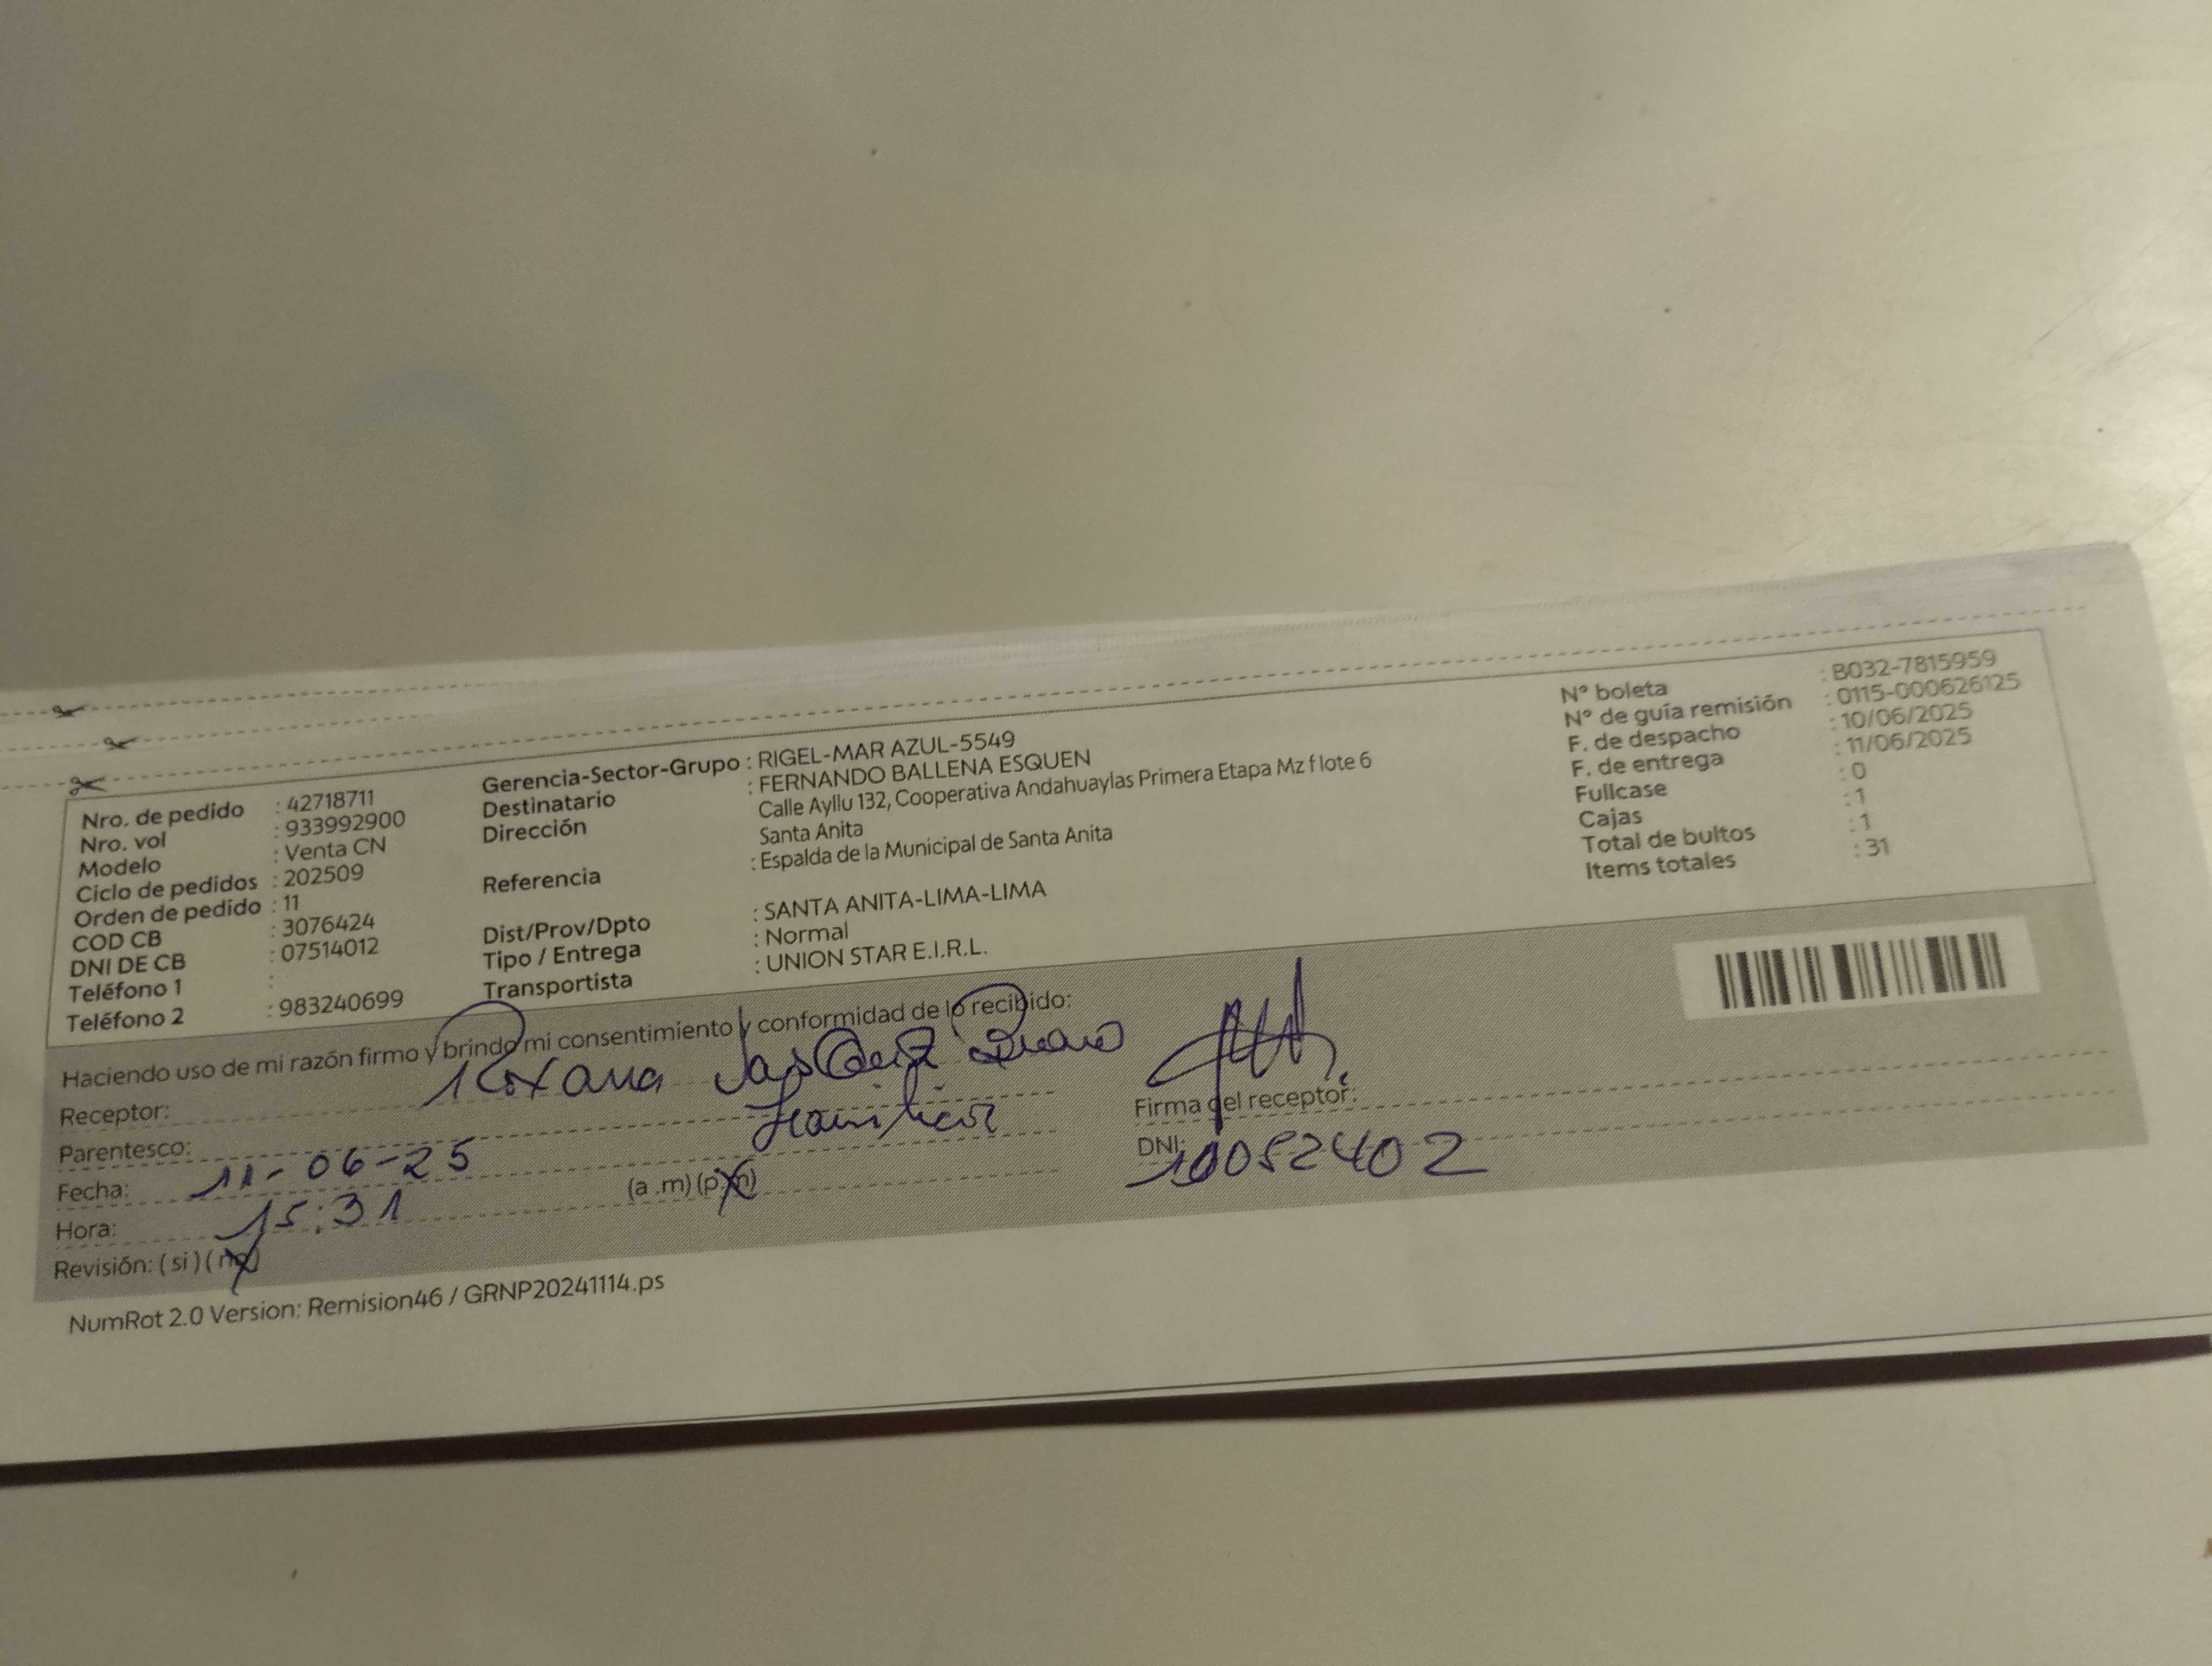 Nro. de pedido : 42718711
Nro. vol : 933992900
Modelo : Venta CN
Ciclo de pedidos : 202509
Orden de pedido : 11
COD CB : 3076424
DNI DE CB : 07514012
Teléfono 1 :
Teléfono 2 : 983240699
Gerencia-Sector-Grupo : RIGEL-MAR AZUL-5549
Destinatario : FERNANDO BALLENA ESQUEN
Dirección Calle Ayllu 132, Cooperativa Andahuaylas Primera Etapa Mz f lote 6
Santa Anita
Referencia : Espalda de la Municipal de Santa Anita
Dist/Prov/Dpto : SANTA ANITA-LIMA-LIMA
Tipo / Entrega : Normal
Transportista : UNION STAR E.I.R.L.
N° boleta : B032-7815959
N° de guía remisión : 0115-000626125
F. de despacho : 10/06/2025
F. de entrega : 11/06/2025
Fullcase : 0
Cajas : 1
Total de bultos : 1
Items totales : 31
Haciendo uso de mi razón firmo y brindo mi consentimiento y conformidad de lo recibido:
Receptor: Roxana
Parentesco: Familiar
Fecha: 11-06-25
Hora: 15:31 (a .m) (p.m)
Revisión: ( si ) ( no )
Firma del receptor:
DNI: 10052402
NumRot 2.0 Version: Remision46 / GRNP20241114.ps